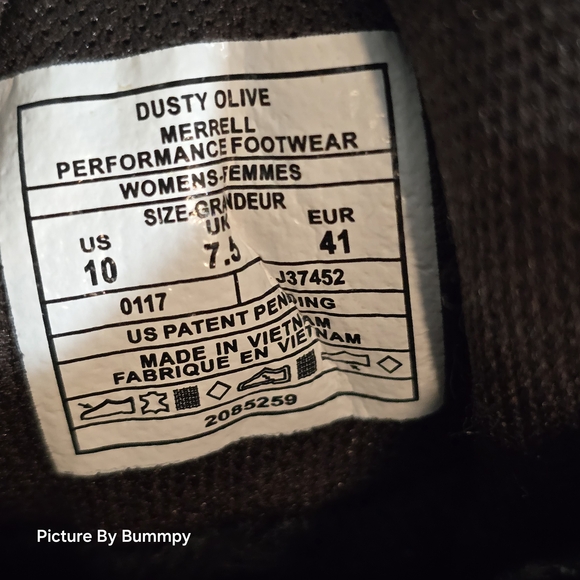 DUSTY OLIVE
MERRELL
PERFORMANCE FOOTWEAR
WOMENS-FEMMES
SIZE-GRANDEUR
US UK EUR
10 7.5 41
0117 J37452
US PATENT PENDING
MADE IN VIETNAM
FABRIQUE EN VIETNAM
2085259
Picture By Bummpy